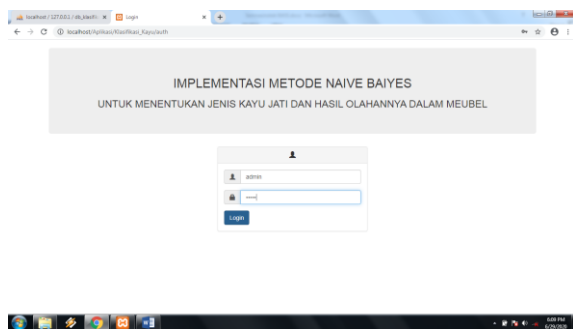 localhost / 127.0.0.1 / db_klasifi
Login
localhost/Aplikasi/Klasifikasi_Kayu/auth
IMPLEMENTASI METODE NAIVE BAIYES
UNTUK MENENTUKAN JENIS KAYU JATI DAN HASIL OLAHANNYA DALAM MEUBEL
admin
Login
6/29/2020